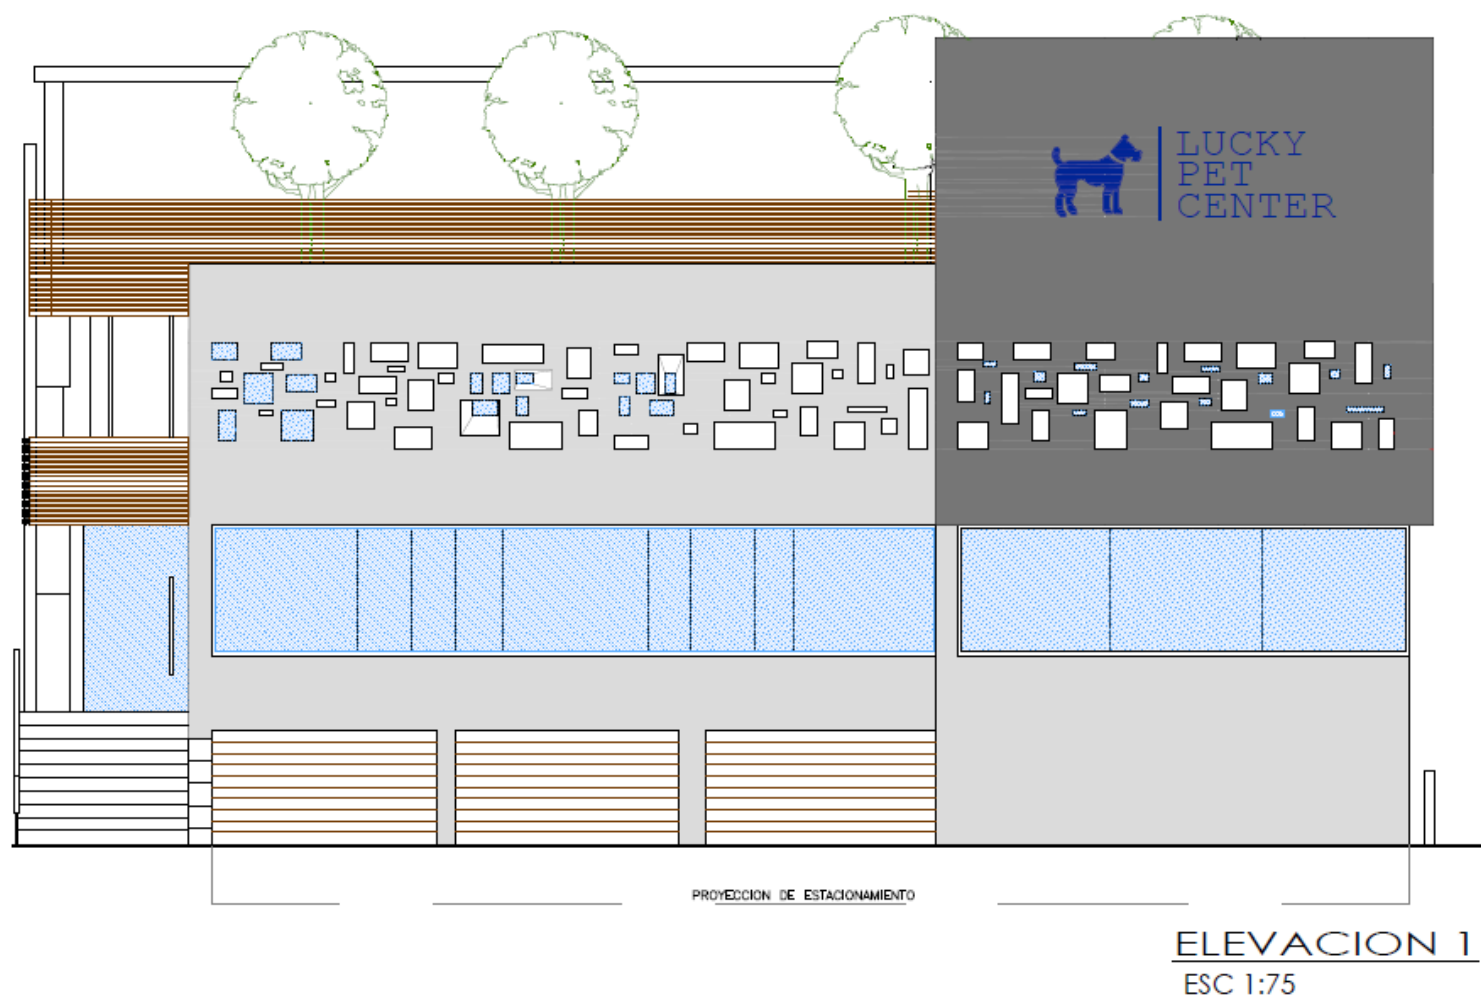 LUCKY
PET
CENTER
PROYECCION DE ESTACIONAMIENTO
ELEVACION 1
ESC 1:75